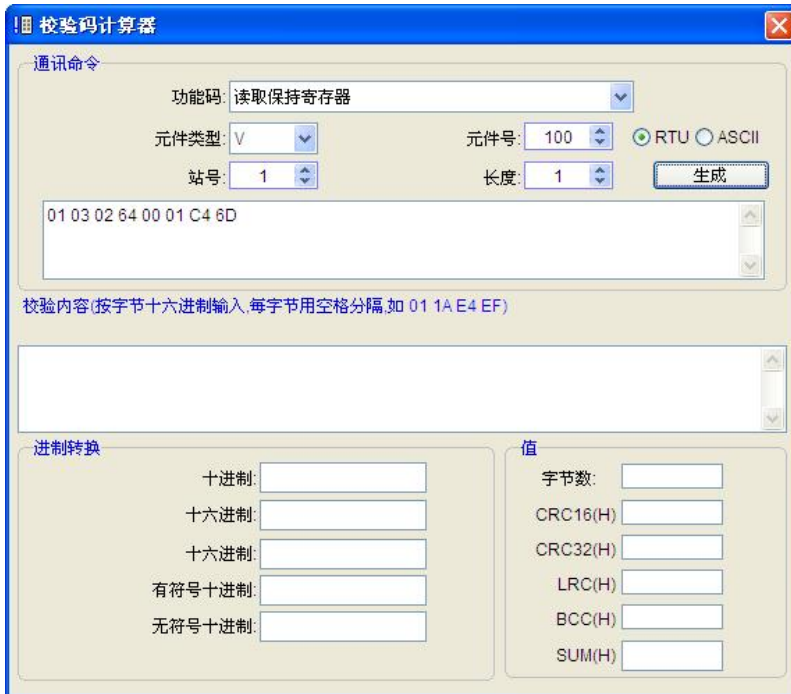 校验码计算器
通讯命令
功能码: 读取保持寄存器
元件类型: V 元件号: 100 RTU ASCII
站号: 1 长度: 1 生成
01 03 02 64 00 01 C4 6D
校验内容(按字节十六进制输入,每字节用空格分隔,如 01 1A E4 EF)
进制转换 值
十进制: 字节数:
十六进制: CRC16(H)
十六进制: CRC32(H)
有符号十进制: LRC(H)
无符号十进制: BCC(H)
SUM(H)